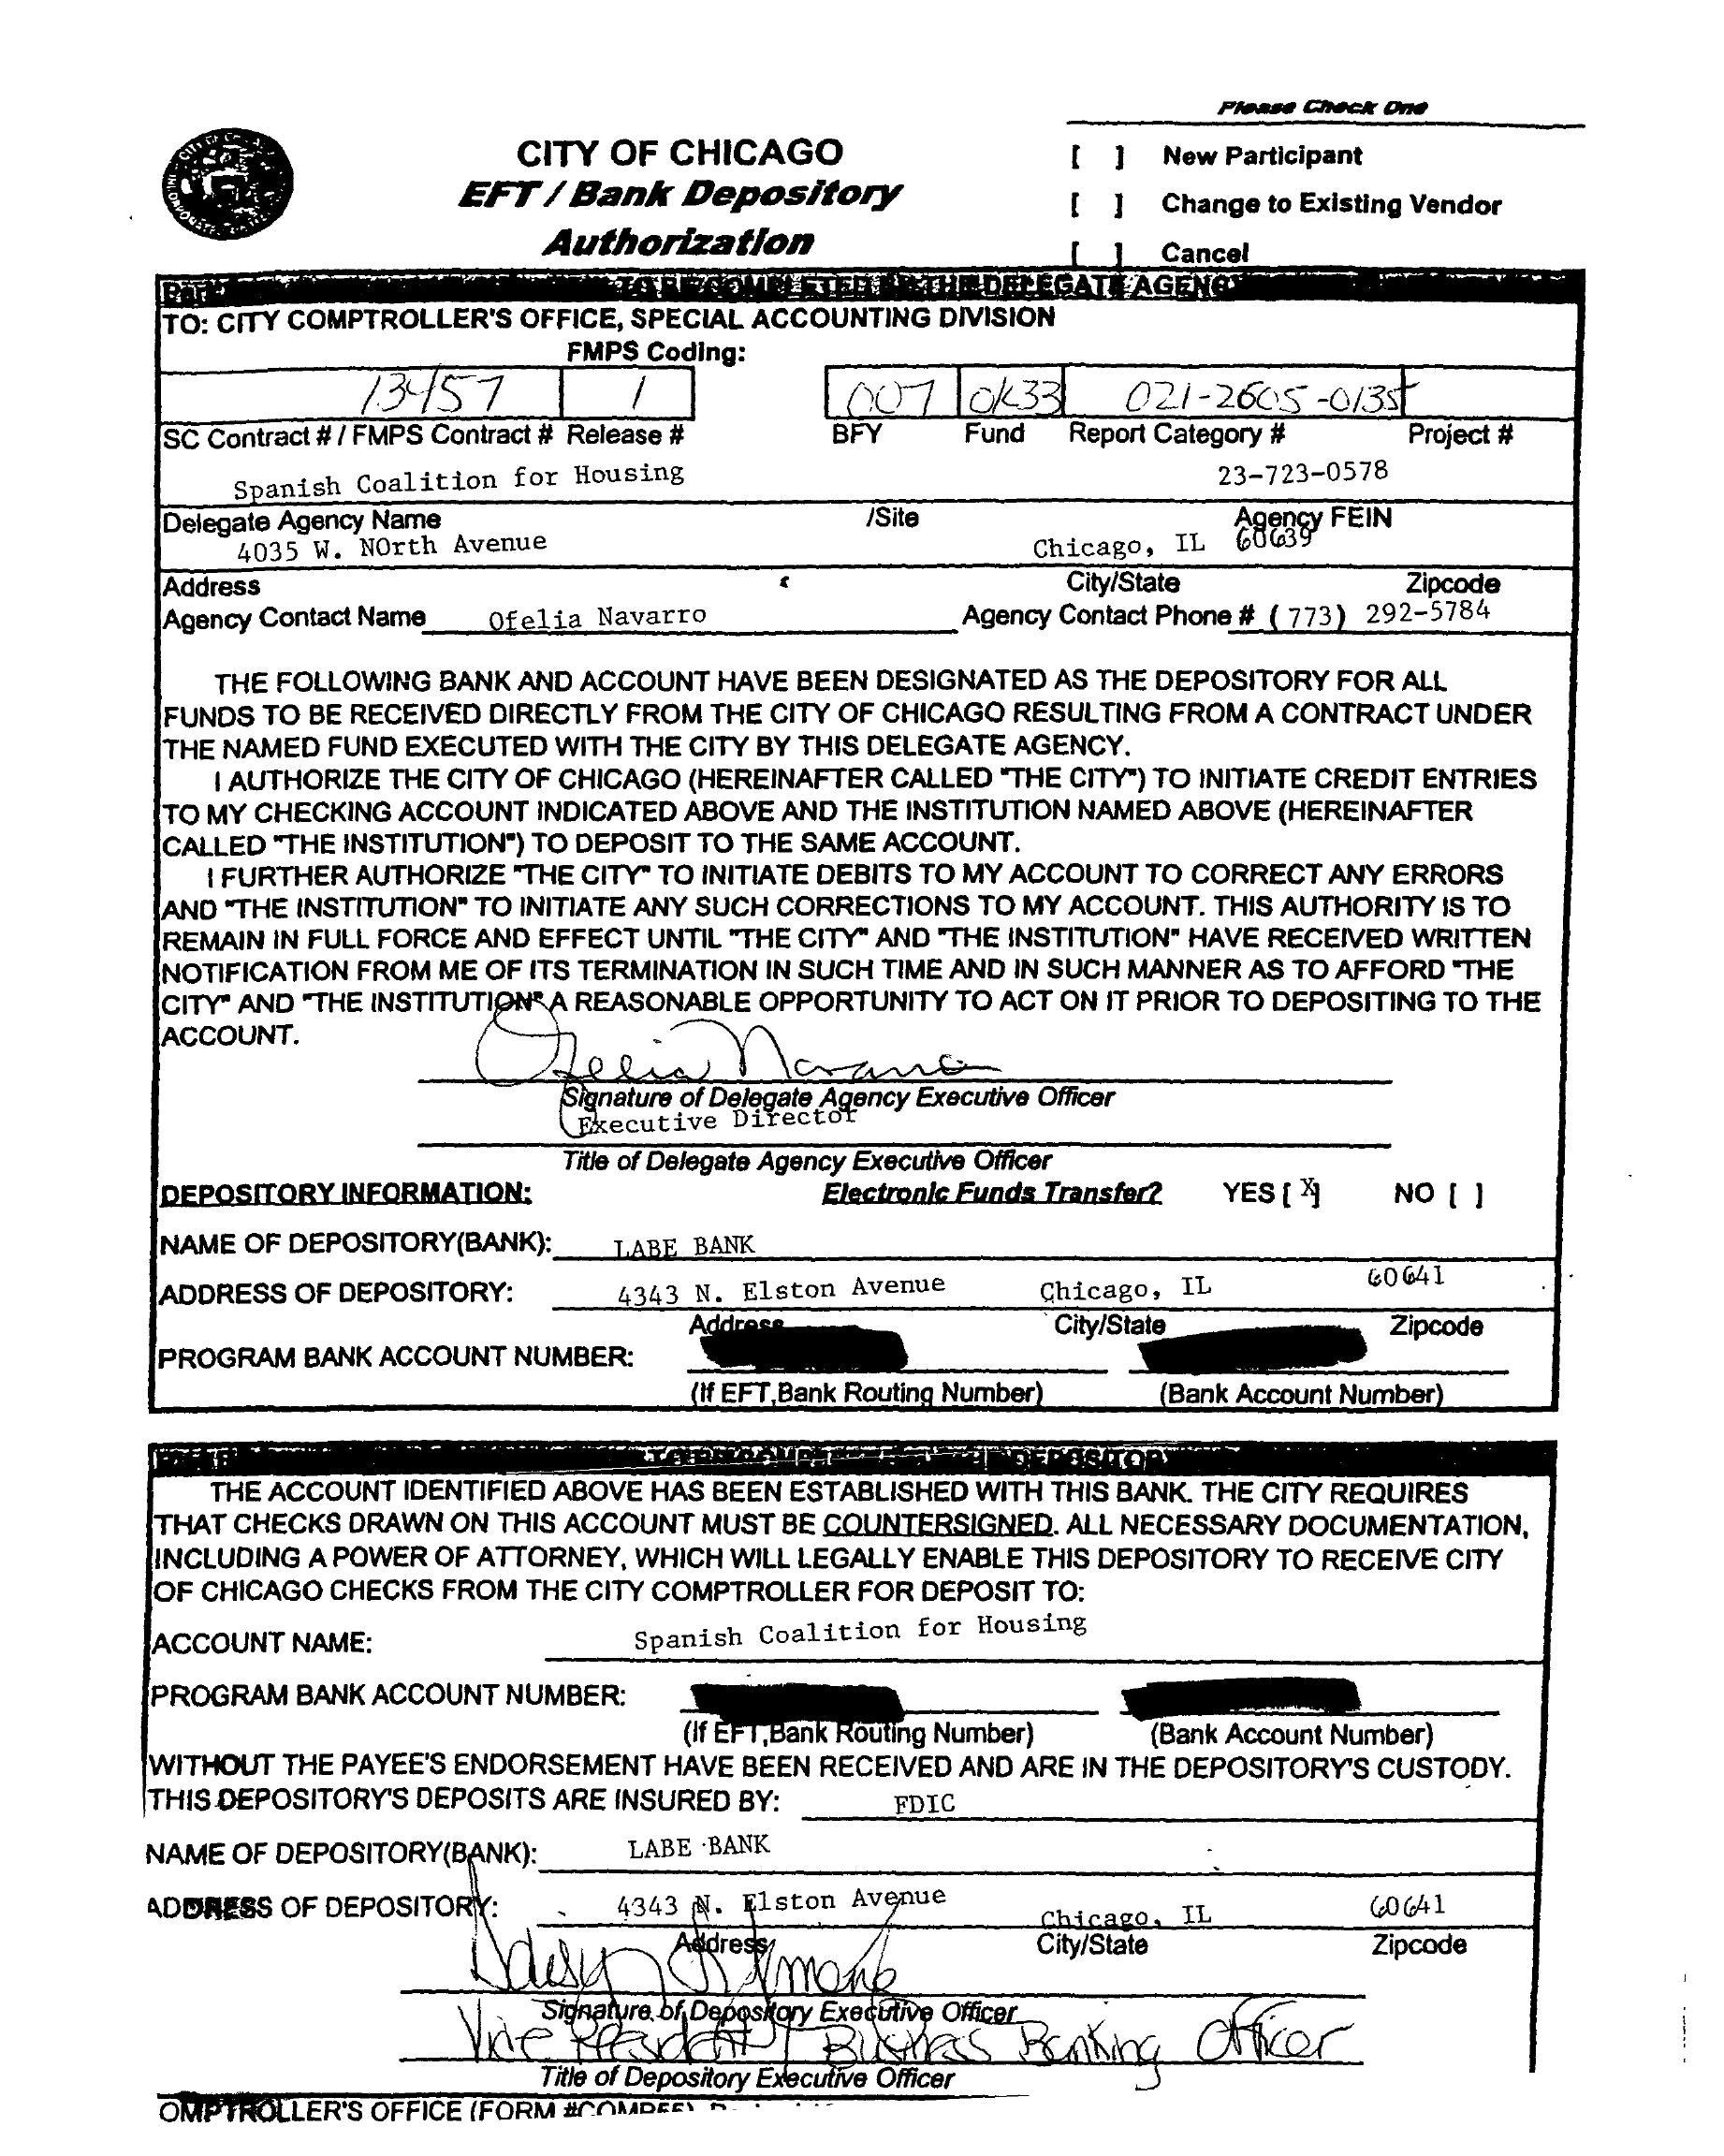 Please Check One
CITY OF CHICAGO
EFT / Bank Depository
Authorization
[ ] New Participant
[ ] Change to Existing Vendor
[ ] Cancel
Part TO BE COMPLETED BY THE DELEGATE AGENCY
TO: CITY COMPTROLLER'S OFFICE, SPECIAL ACCOUNTING DIVISION
FMPS Coding:
13457 1 007 0K33 021-2605-0135
SC Contract # / FMPS Contract # Release # BFY Fund Report Category # Project #
Spanish Coalition for Housing 23-723-0578
Delegate Agency Name /Site Agency FEIN
4035 W. NOrth Avenue Chicago, IL 60639
Address City/State Zipcode
Agency Contact Name Ofelia Navarro Agency Contact Phone # (773) 292-5784
THE FOLLOWING BANK AND ACCOUNT HAVE BEEN DESIGNATED AS THE DEPOSITORY FOR ALL
FUNDS TO BE RECEIVED DIRECTLY FROM THE CITY OF CHICAGO RESULTING FROM A CONTRACT UNDER
THE NAMED FUND EXECUTED WITH THE CITY BY THIS DELEGATE AGENCY.
I AUTHORIZE THE CITY OF CHICAGO (HEREINAFTER CALLED "THE CITY") TO INITIATE CREDIT ENTRIES
TO MY CHECKING ACCOUNT INDICATED ABOVE AND THE INSTITUTION NAMED ABOVE (HEREINAFTER
CALLED "THE INSTITUTION") TO DEPOSIT TO THE SAME ACCOUNT.
I FURTHER AUTHORIZE "THE CITY" TO INITIATE DEBITS TO MY ACCOUNT TO CORRECT ANY ERRORS
AND "THE INSTITUTION" TO INITIATE ANY SUCH CORRECTIONS TO MY ACCOUNT. THIS AUTHORITY IS TO
REMAIN IN FULL FORCE AND EFFECT UNTIL "THE CITY" AND "THE INSTITUTION" HAVE RECEIVED WRITTEN
NOTIFICATION FROM ME OF ITS TERMINATION IN SUCH TIME AND IN SUCH MANNER AS TO AFFORD "THE
CITY" AND "THE INSTITUTION" A REASONABLE OPPORTUNITY TO ACT ON IT PRIOR TO DEPOSITING TO THE
ACCOUNT.
Ofelia Navarro
Signature of Delegate Agency Executive Officer
Executive Director
Title of Delegate Agency Executive Officer
DEPOSITORY INFORMATION: Electronic Funds Transfer? YES [X] NO [ ]
NAME OF DEPOSITORY(BANK): LABE BANK
ADDRESS OF DEPOSITORY: 4343 N. Elston Avenue Chicago, IL 60641
Address City/State Zipcode
PROGRAM BANK ACCOUNT NUMBER:
(If EFT,Bank Routing Number) (Bank Account Number)
DEPOSITORY
THE ACCOUNT IDENTIFIED ABOVE HAS BEEN ESTABLISHED WITH THIS BANK. THE CITY REQUIRES
THAT CHECKS DRAWN ON THIS ACCOUNT MUST BE COUNTERSIGNED. ALL NECESSARY DOCUMENTATION,
INCLUDING A POWER OF ATTORNEY, WHICH WILL LEGALLY ENABLE THIS DEPOSITORY TO RECEIVE CITY
OF CHICAGO CHECKS FROM THE CITY COMPTROLLER FOR DEPOSIT TO:
ACCOUNT NAME: Spanish Coalition for Housing
PROGRAM BANK ACCOUNT NUMBER:
(If EFT,Bank Routing Number) (Bank Account Number)
WITHOUT THE PAYEE'S ENDORSEMENT HAVE BEEN RECEIVED AND ARE IN THE DEPOSITORY'S CUSTODY.
THIS DEPOSITORY'S DEPOSITS ARE INSURED BY: FDIC
NAME OF DEPOSITORY(BANK): LABE BANK
ADDRESS OF DEPOSITORY: 4343 N. Elston Avenue Chicago, IL 60641
Address City/State Zipcode
Daisy
Signature of Depository Executive Officer
Vice President / Business Banking Officer
Title of Depository Executive Officer
OMPTROLLER'S OFFICE (FORM